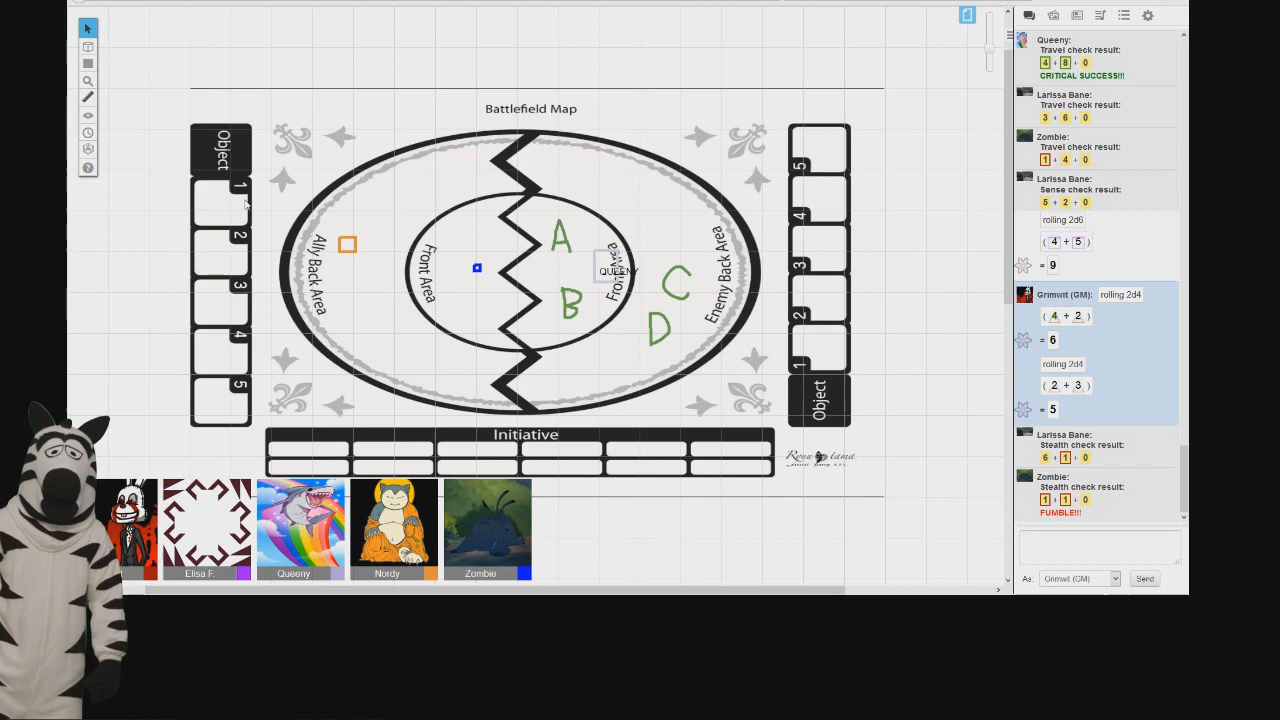 Battlefield Map
Object
1
2
3
4
5
Ally Back Area
Front Area
A
B
C
D
QUEENY
Enemy Back Area
5
4
3
2
1
Object
Initiative
Elisa F.
Queeny
Nordy
Zombie
Queeny:
Travel check result:
4 + 8 + 0
CRITICAL SUCCESS!!!
Larissa Bane:
Travel check result:
3 + 6 + 0
Zombie:
Travel check result:
1 + 4 + 0
Larissa Bane:
Sense check result:
5 + 2 + 0
rolling 2d6
( 4 + 5 )
= 9
Grimwit (GM): rolling 2d4
( 4 + 2 )
= 6
rolling 2d4
( 2 + 3 )
= 5
Larissa Bane:
Stealth check result:
6 + 1 + 0
Zombie:
Stealth check result:
1 + 1 + 0
FUMBLE!!!
As: Grimwit (GM) Send